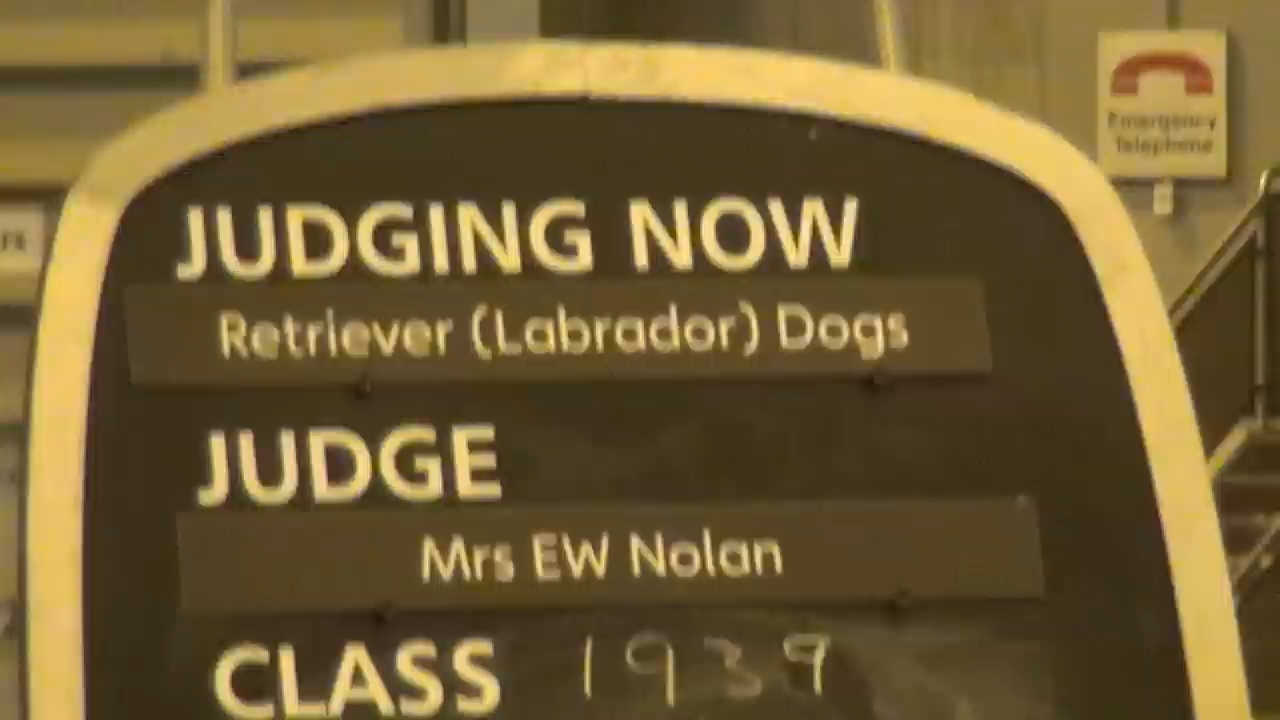 Emergency
Telephone
JUDGING NOW
Retriever (Labrador) Dogs
JUDGE
Mrs EW Nolan
CLASS 1939